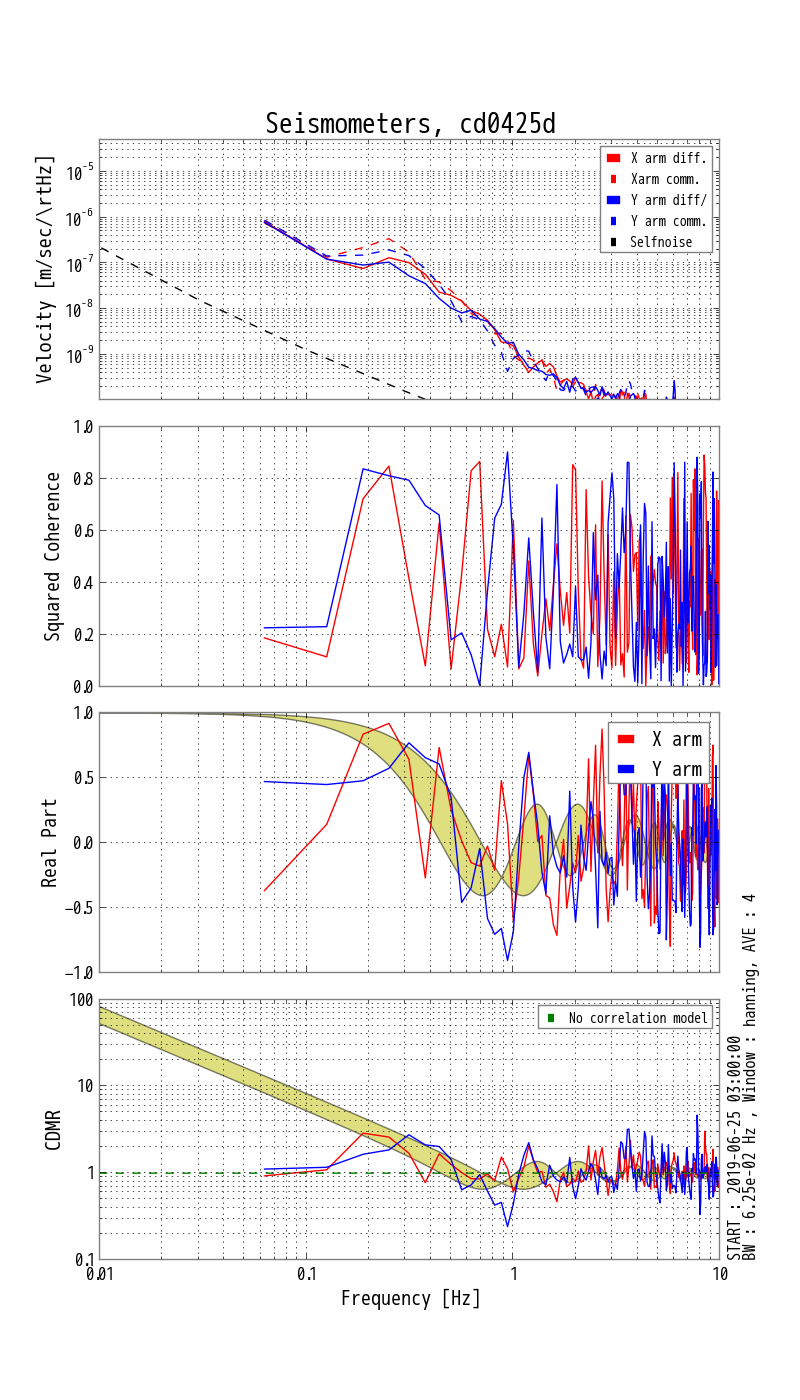 Seismometers, cd0425d
Velocity [m/sec/\rtHz]
10^-5
10^-6
10^-7
10^-8
10^-9
X arm diff.
Xarm comm.
Y arm diff/
Y arm comm.
Selfnoise
Squared Coherence
1.0
0.8
0.6
0.4
0.2
0.0
Real Part
1.0
0.5
0.0
−0.5
−1.0
X arm
Y arm
CDMR
100
10
1
0.1
No correlation model
0.01
0.1
1
10
Frequency [Hz]
START : 2019-06-25 03:00:00
BW : 6.25e-02 Hz , Window : hanning, AVE : 4